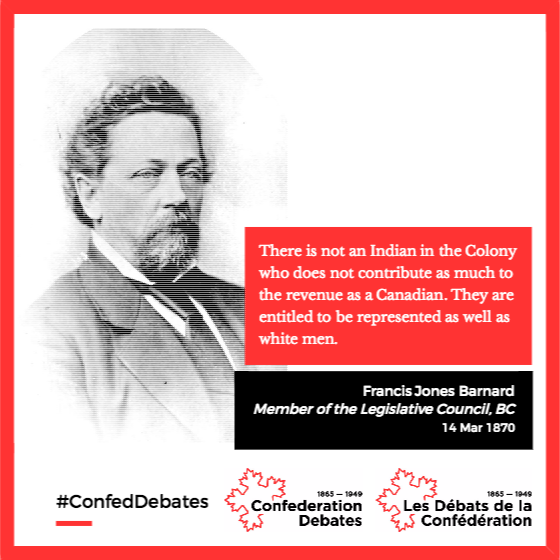 There is not an Indian in the Colony
who does not contribute as much to
the revenue as a Canadian. They are
entitled to be represented as well as
white men.
Francis Jones Barnard
Member of the Legislative Council, BC
14 Mar 1870
#ConfedDebates
1865 — 1949
Confederation
Debates
1865 — 1949
Les Débats de la
Confédération